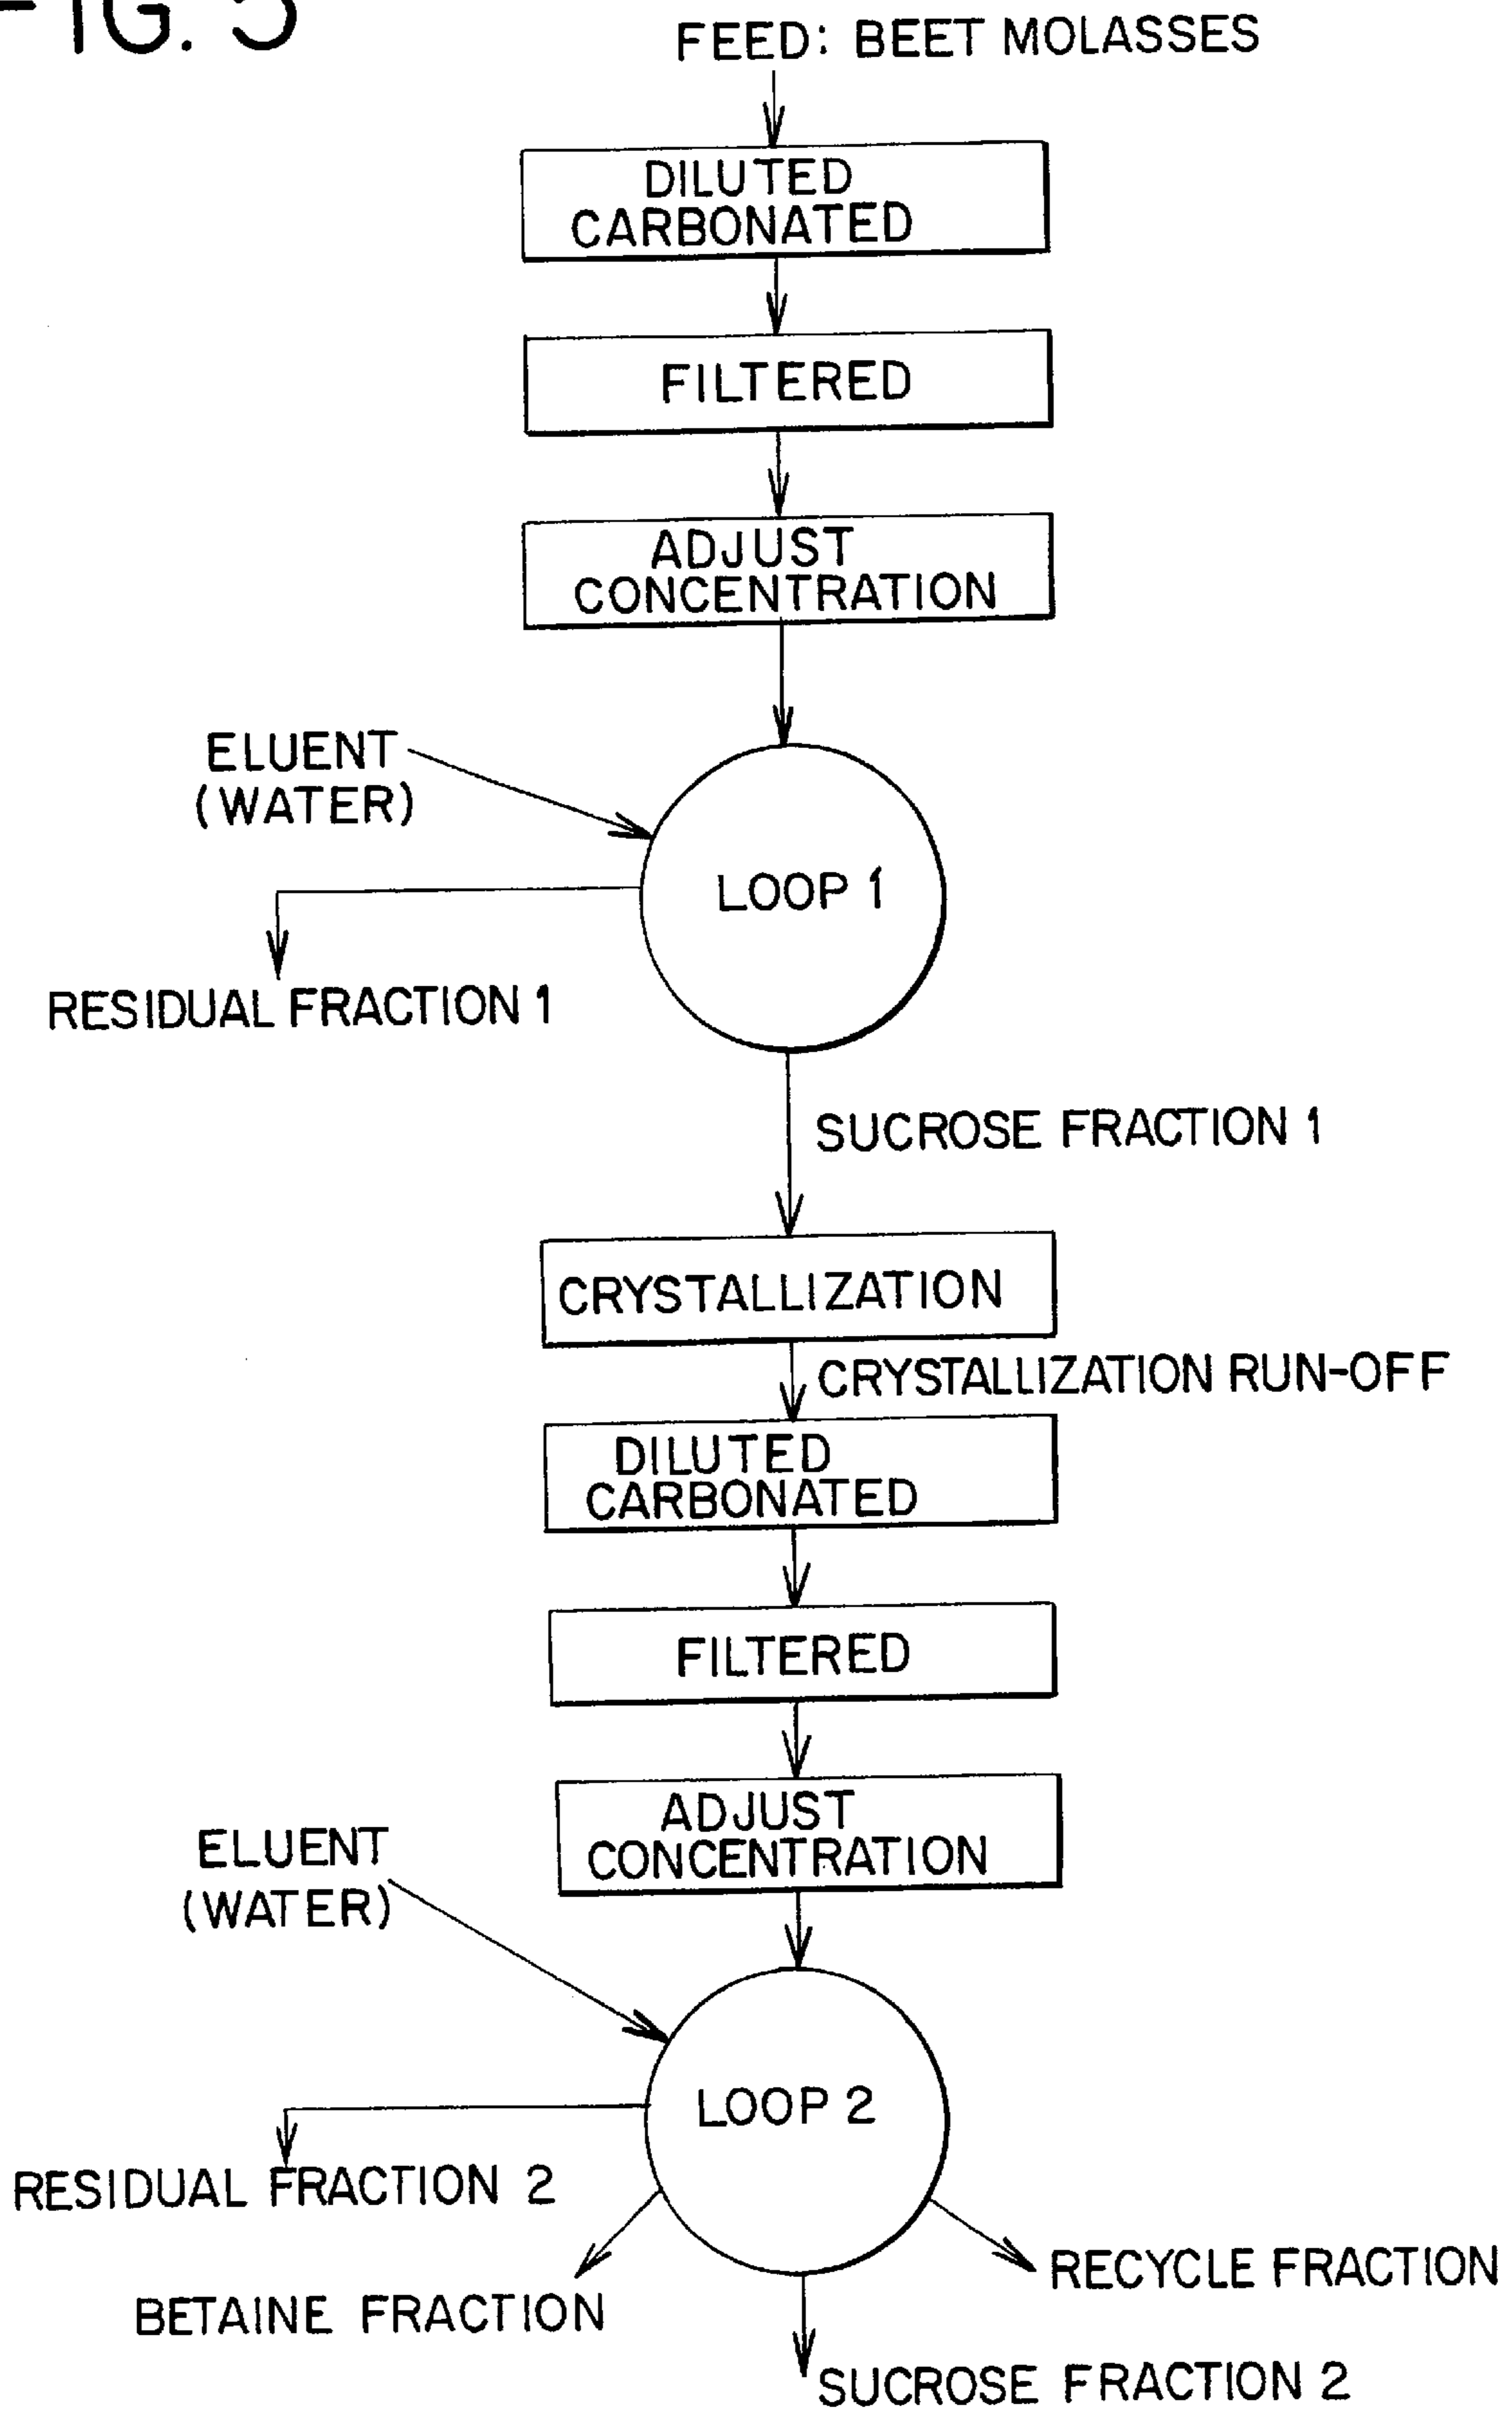 FIG. 5
FEED: BEET MOLASSES
DILUTED
CARBONATED
FILTERED
ADJUST
CONCENTRATION
ELUENT
(WATER)
LOOP 1
RESIDUAL FRACTION 1
SUCROSE FRACTION 1
CRYSTALLIZATION
CRYSTALLIZATION RUN-OFF
DILUTED
CARBONATED
FILTERED
ADJUST
CONCENTRATION
ELUENT
(WATER)
LOOP 2
RESIDUAL FRACTION 2
RECYCLE FRACTION
BETAINE FRACTION
SUCROSE FRACTION 2